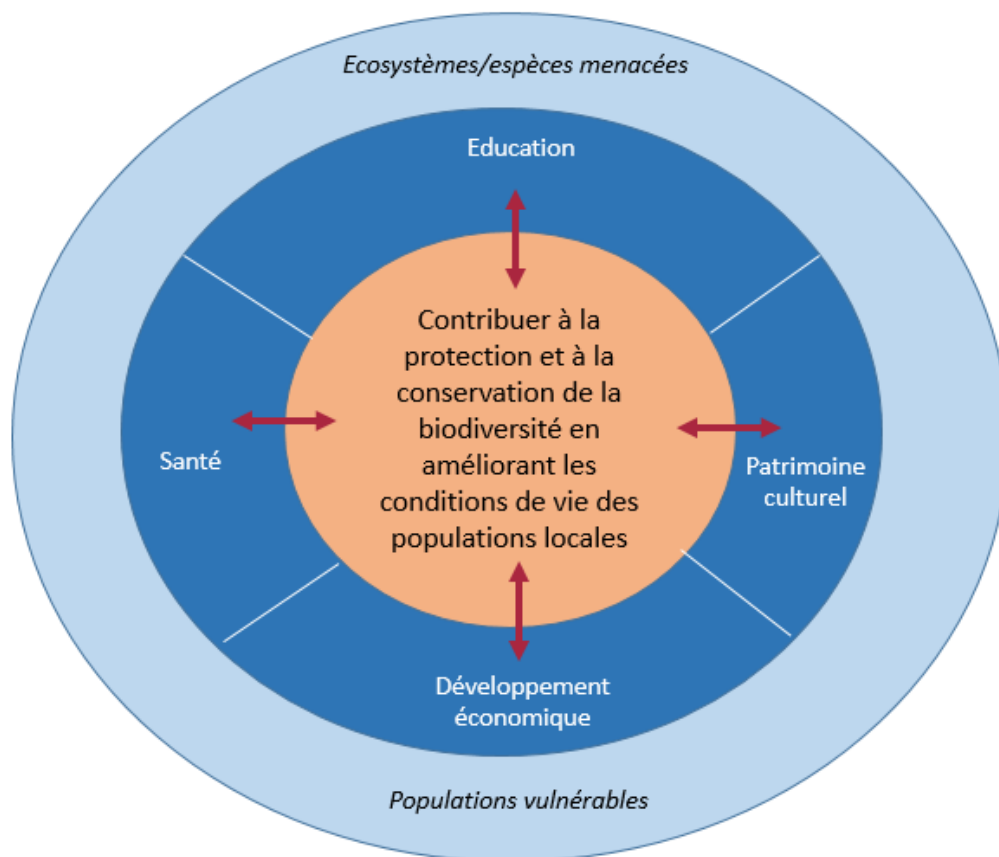 Ecosystèmes/espèces menacées
Education
Contribuer à la
protection et à la
conservation de la
biodiversité en
améliorant les
conditions de vie des
populations locales
Santé
Patrimoine
culturel
Développement
économique
Populations vulnérables